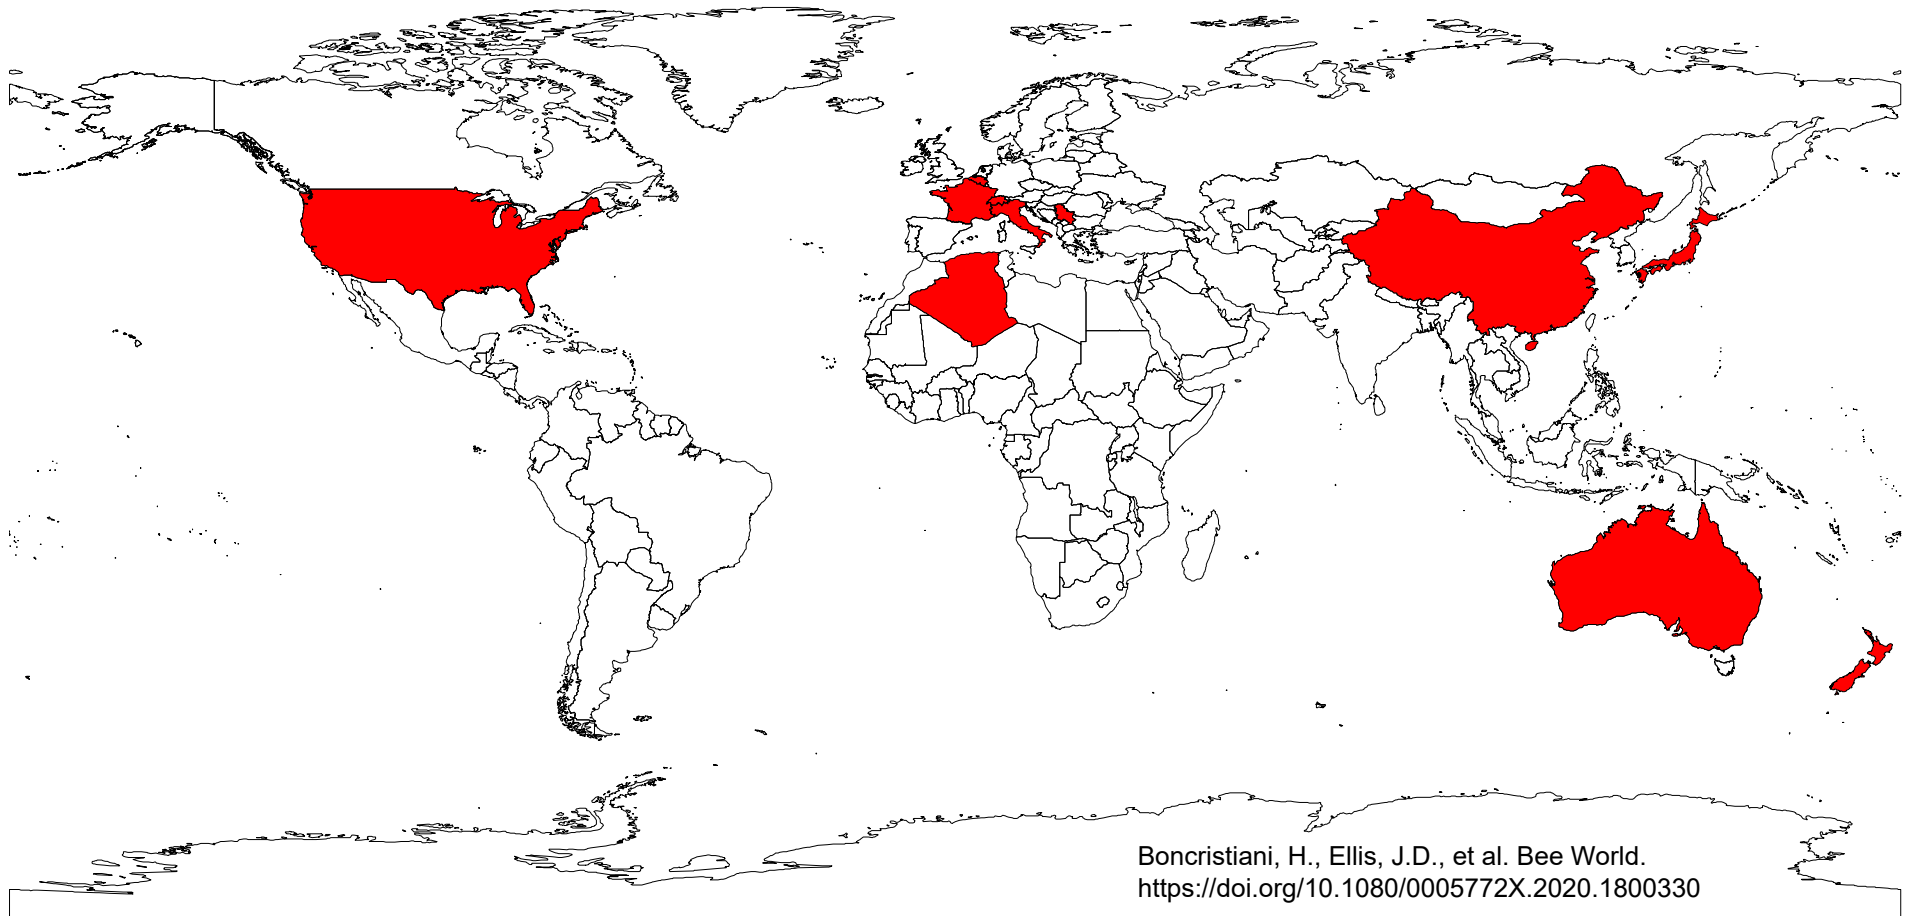 Boncristiani, H., Ellis, J.D., et al. Bee World.
https://doi.org/10.1080/0005772X.2020.1800330